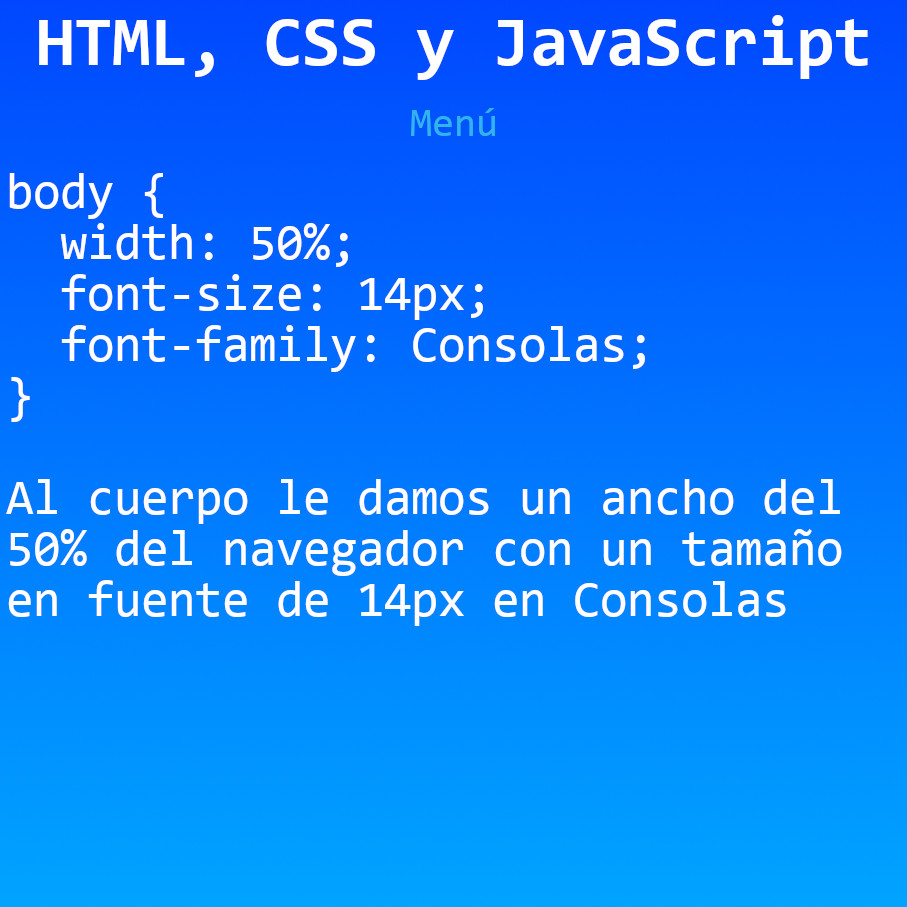 HTML, CSS y JavaScript
Menú
body {
  width: 50%;
  font-size: 14px;
  font-family: Consolas;
}
Al cuerpo le damos un ancho del
50% del navegador con un tamaño
en fuente de 14px en Consolas